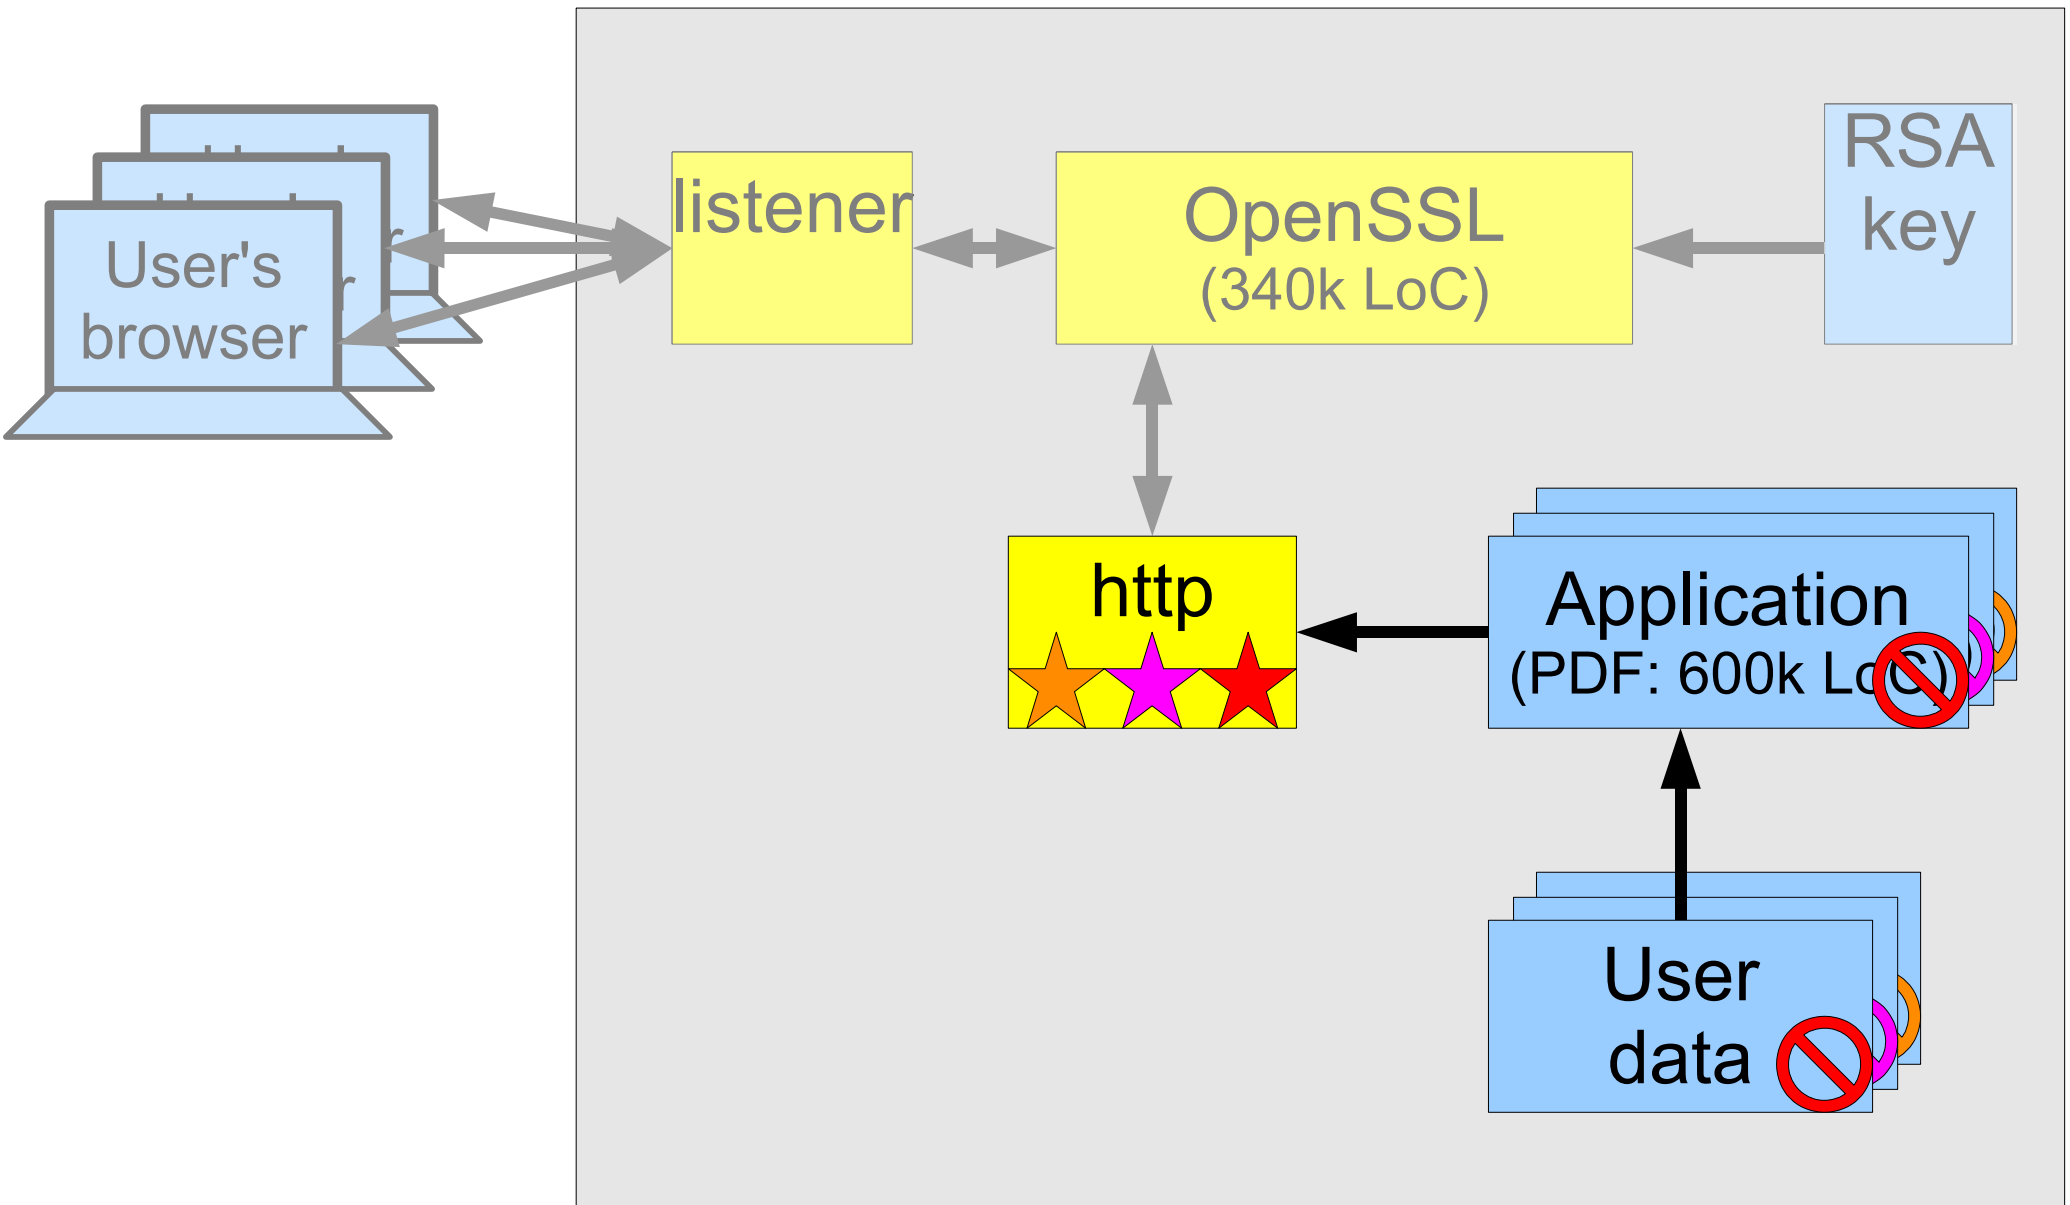 User's
browser
listener
OpenSSL
(340k LoC)
RSA
key
http
Application
(PDF: 600k LoC)
User
data